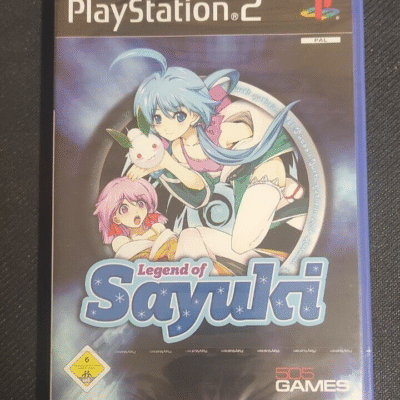 PlayStation®2
PAL
Legend of
Sayuki
6
505
GAMES